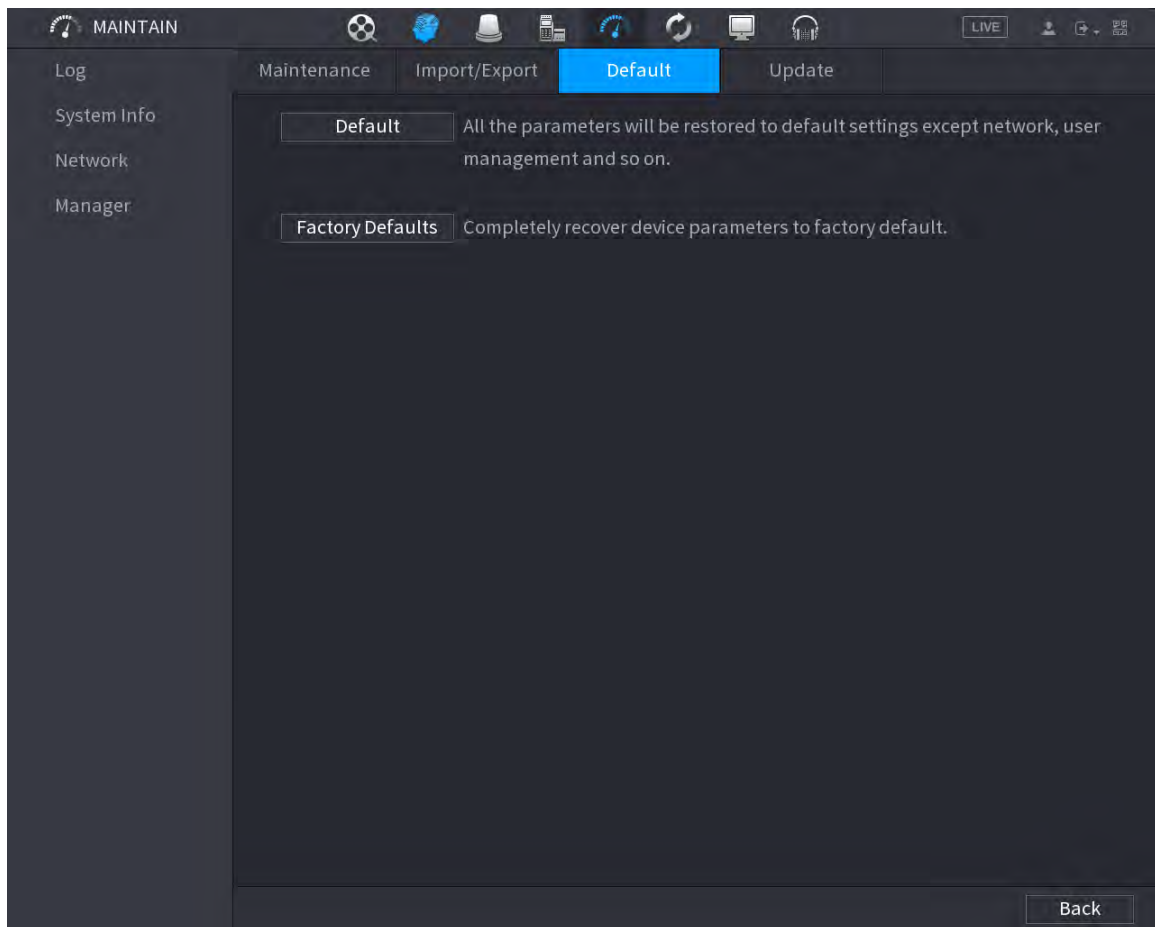 MAINTAIN
LIVE
Log
System Info
Network
Manager
Maintenance
Import/Export
Default
Update
Default
All the parameters will be restored to default settings except network, user
management and so on.
Factory Defaults
Completely recover device parameters to factory default.
Back